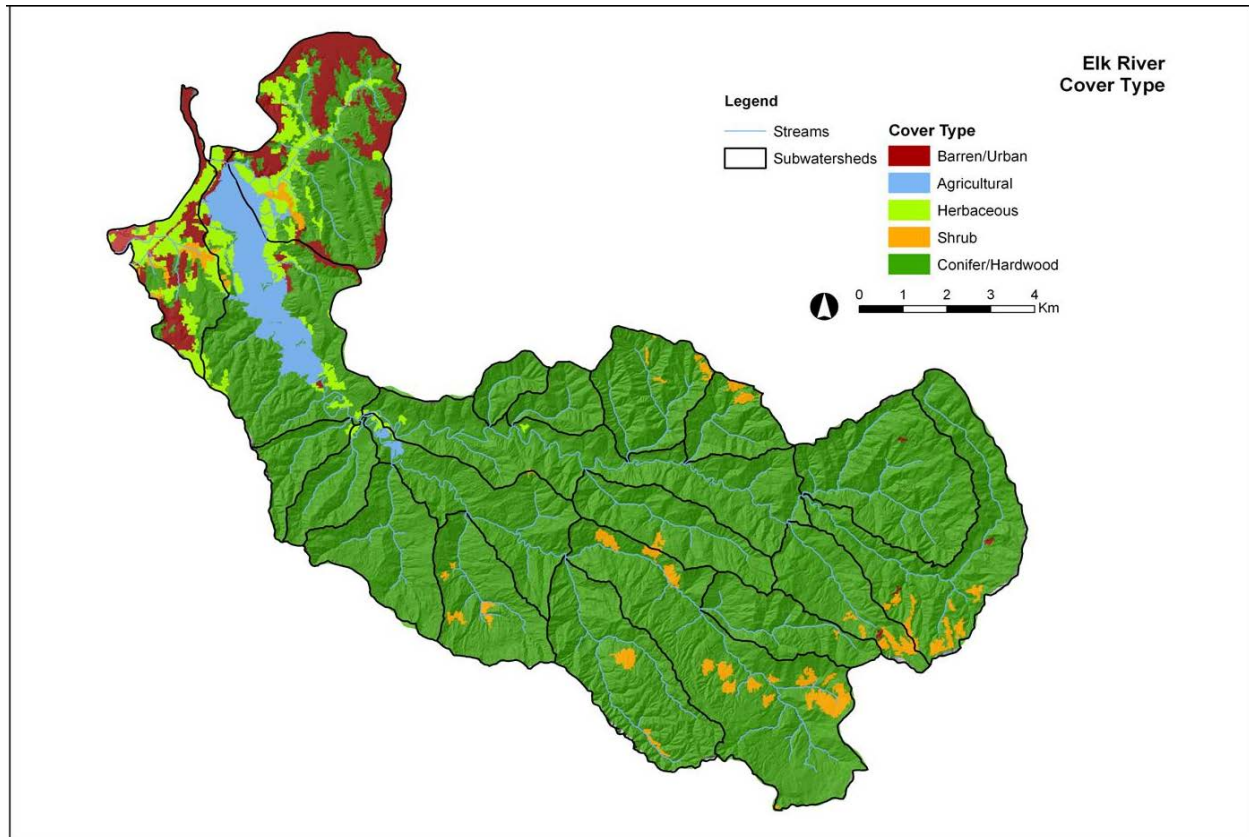 Elk River
Cover Type
Legend
Streams
Subwatersheds
Cover Type
Barren/Urban
Agricultural
Herbaceous
Shrub
Conifer/Hardwood
0 1 2 3 4
Km